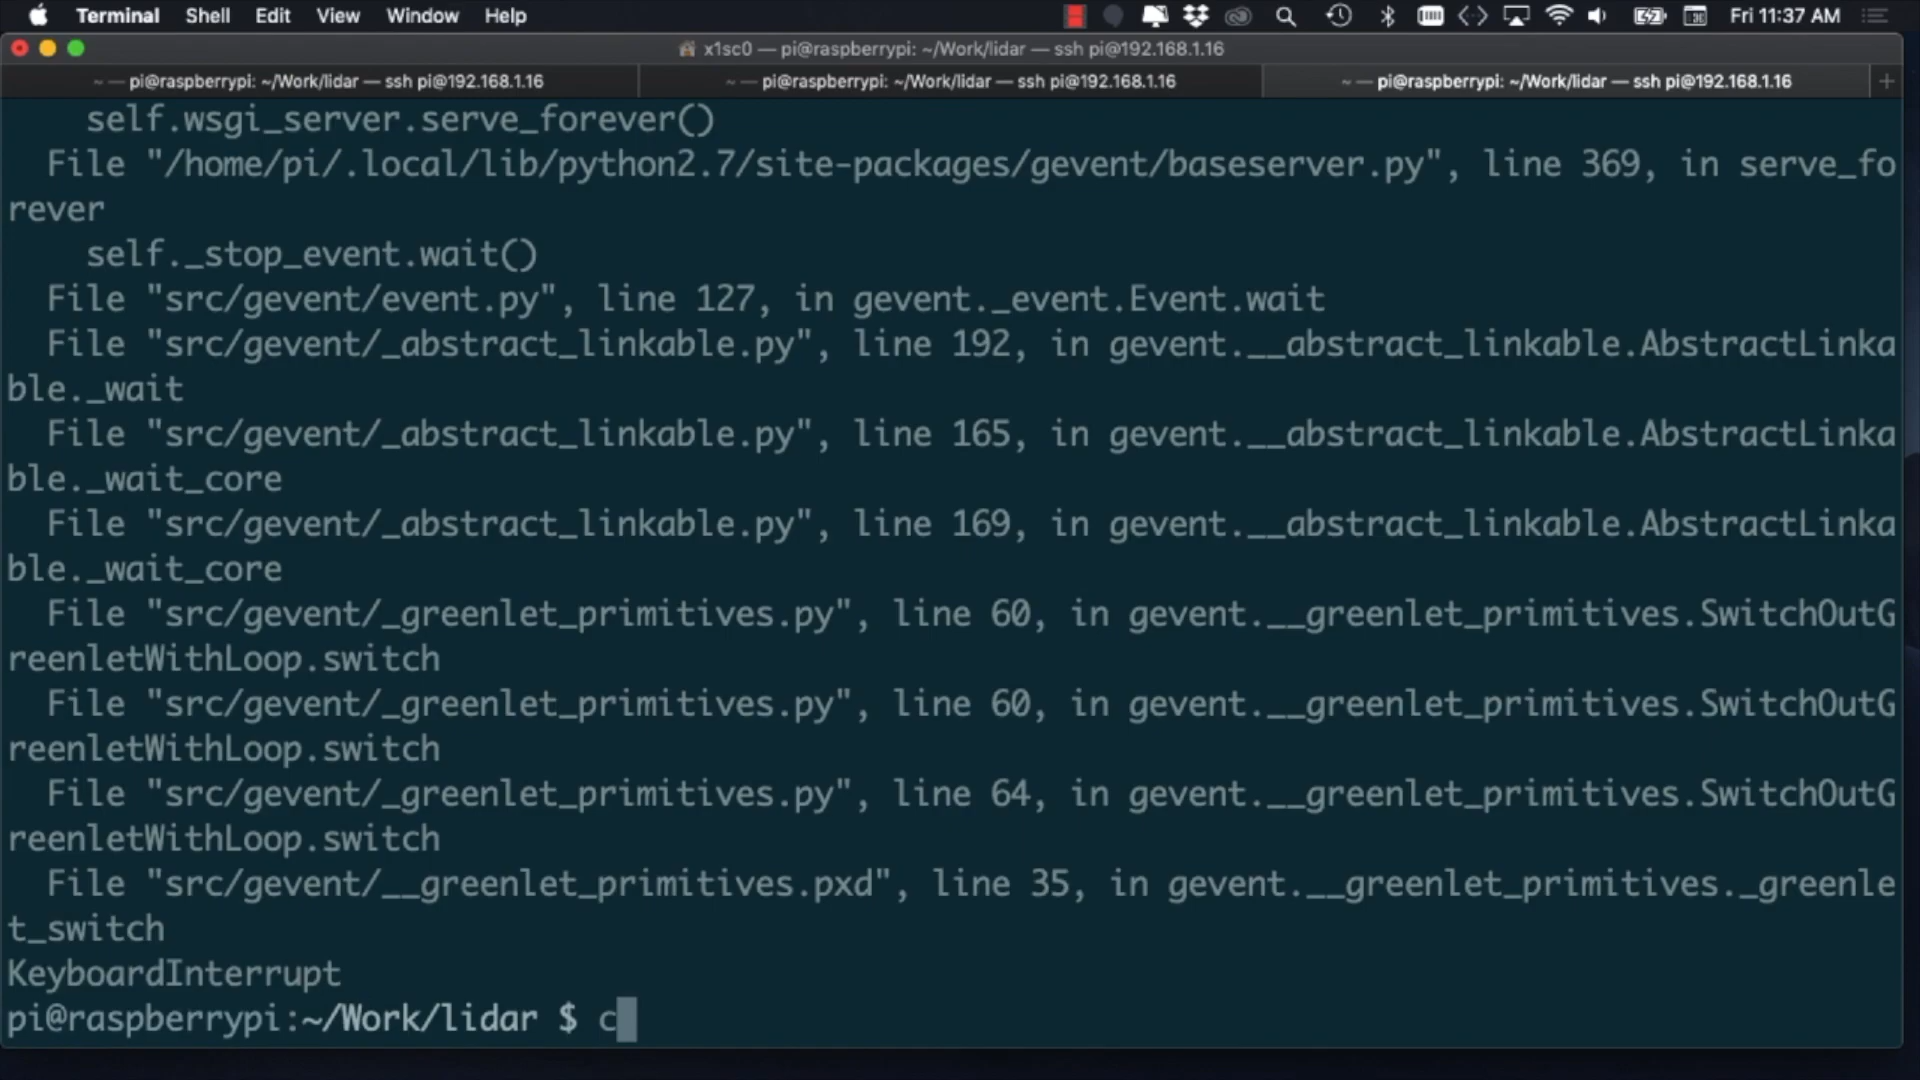 Terminal Shell Edit View Window Help Fri 11:37 AM
x1sc0 — pi@raspberrypi: ~/Work/lidar — ssh pi@192.168.1.16
~ — pi@raspberrypi: ~/Work/lidar — ssh pi@192.168.1.16 ~ — pi@raspberrypi: ~/Work/lidar — ssh pi@192.168.1.16 ~ — pi@raspberrypi: ~/Work/lidar — ssh pi@192.168.1.16 +
self.wsgi_server.serve_forever()
File "/home/pi/.local/lib/python2.7/site-packages/gevent/baseserver.py", line 369, in serve_fo
rever
self._stop_event.wait()
File "src/gevent/event.py", line 127, in gevent._event.Event.wait
File "src/gevent/_abstract_linkable.py", line 192, in gevent.__abstract_linkable.AbstractLinka
ble._wait
File "src/gevent/_abstract_linkable.py", line 165, in gevent.__abstract_linkable.AbstractLinka
ble._wait_core
File "src/gevent/_abstract_linkable.py", line 169, in gevent.__abstract_linkable.AbstractLinka
ble._wait_core
File "src/gevent/_greenlet_primitives.py", line 60, in gevent.__greenlet_primitives.SwitchOutG
reenletWithLoop.switch
File "src/gevent/_greenlet_primitives.py", line 60, in gevent.__greenlet_primitives.SwitchOutG
reenletWithLoop.switch
File "src/gevent/_greenlet_primitives.py", line 64, in gevent.__greenlet_primitives.SwitchOutG
reenletWithLoop.switch
File "src/gevent/__greenlet_primitives.pxd", line 35, in gevent.__greenlet_primitives._greenle
t_switch
KeyboardInterrupt
pi@raspberrypi:~/Work/lidar $ c